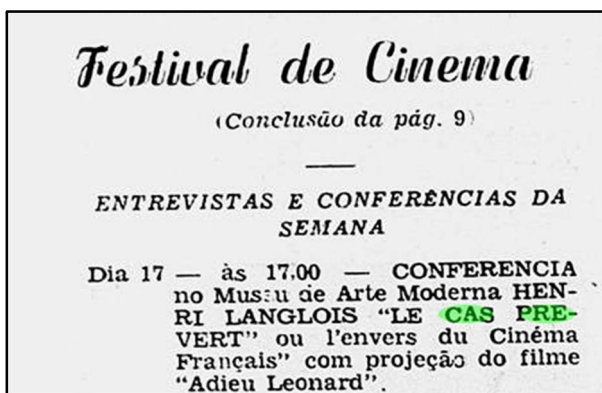 Festival de Cinema
(Conclusão da pág. 9)
ENTREVISTAS E CONFERÊNCIAS DA
SEMANA
Dia 17 — às 17.00 — CONFERENCIA
no Museu de Arte Moderna HEN-
RI LANGLOIS "LE CAS PRE-
VERT" ou l'envers du Cinéma
Français" com projeção do filme
"Adieu Leonard".